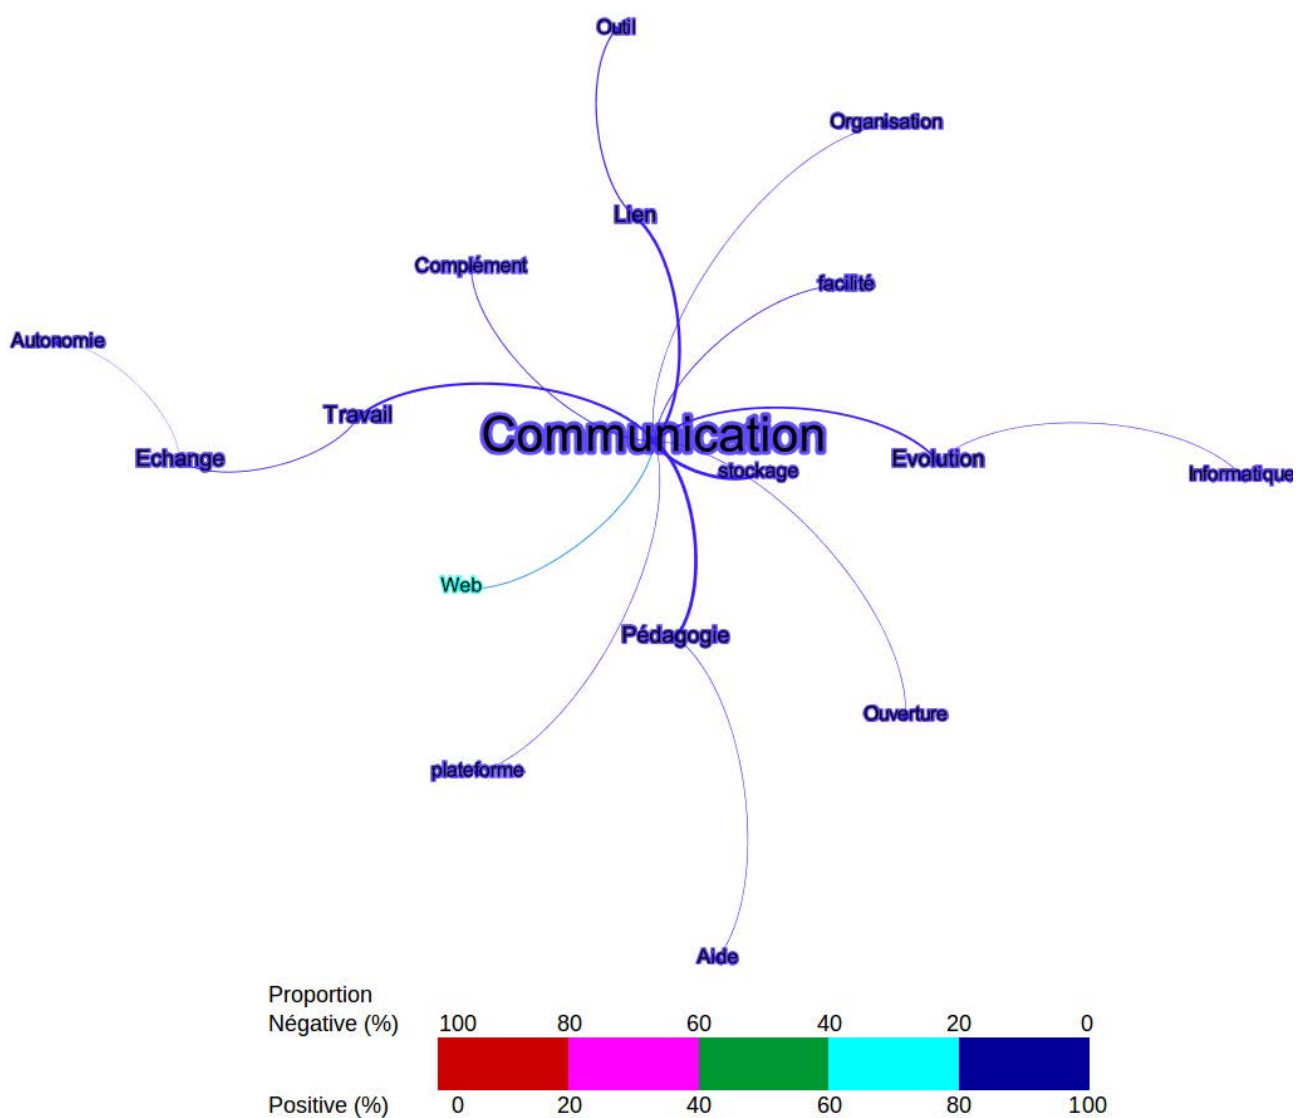 Outil
Organisation
Lien
Complément
facilité
Autonomie
Travail
Communication
Echange
Evolution
stockage
Informatique
Web
Pédagogie
Ouverture
plateforme
Aide
Proportion
Négative (%) 100 80 60 40 20 0
Positive (%) 0 20 40 60 80 100